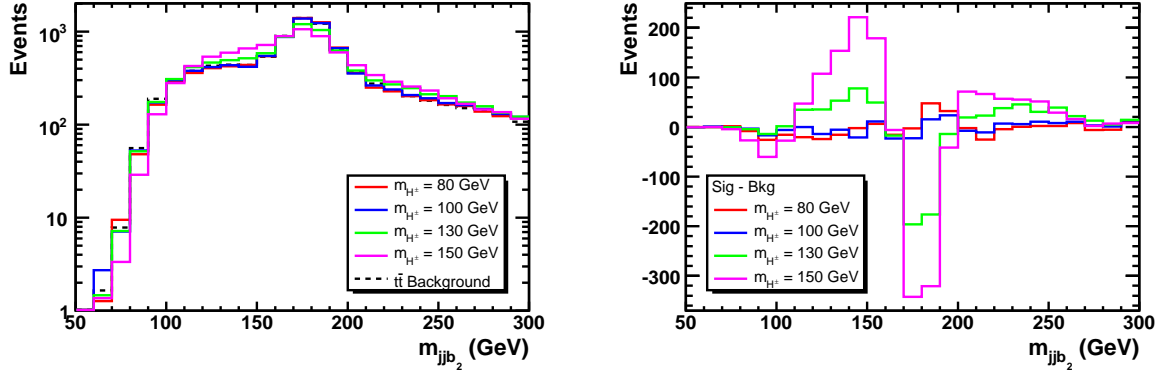 Events
10³
10²
10
1
m_H± = 80 GeV
m_H± = 100 GeV
m_H± = 130 GeV
m_H± = 150 GeV
tt̄ Background
50 100 150 200 250 300
m_jjb₂ (GeV)
Events
200
100
0
-100
-200
-300
Sig - Bkg
m_H± = 80 GeV
m_H± = 100 GeV
m_H± = 130 GeV
m_H± = 150 GeV
50 100 150 200 250 300
m_jjb₂ (GeV)